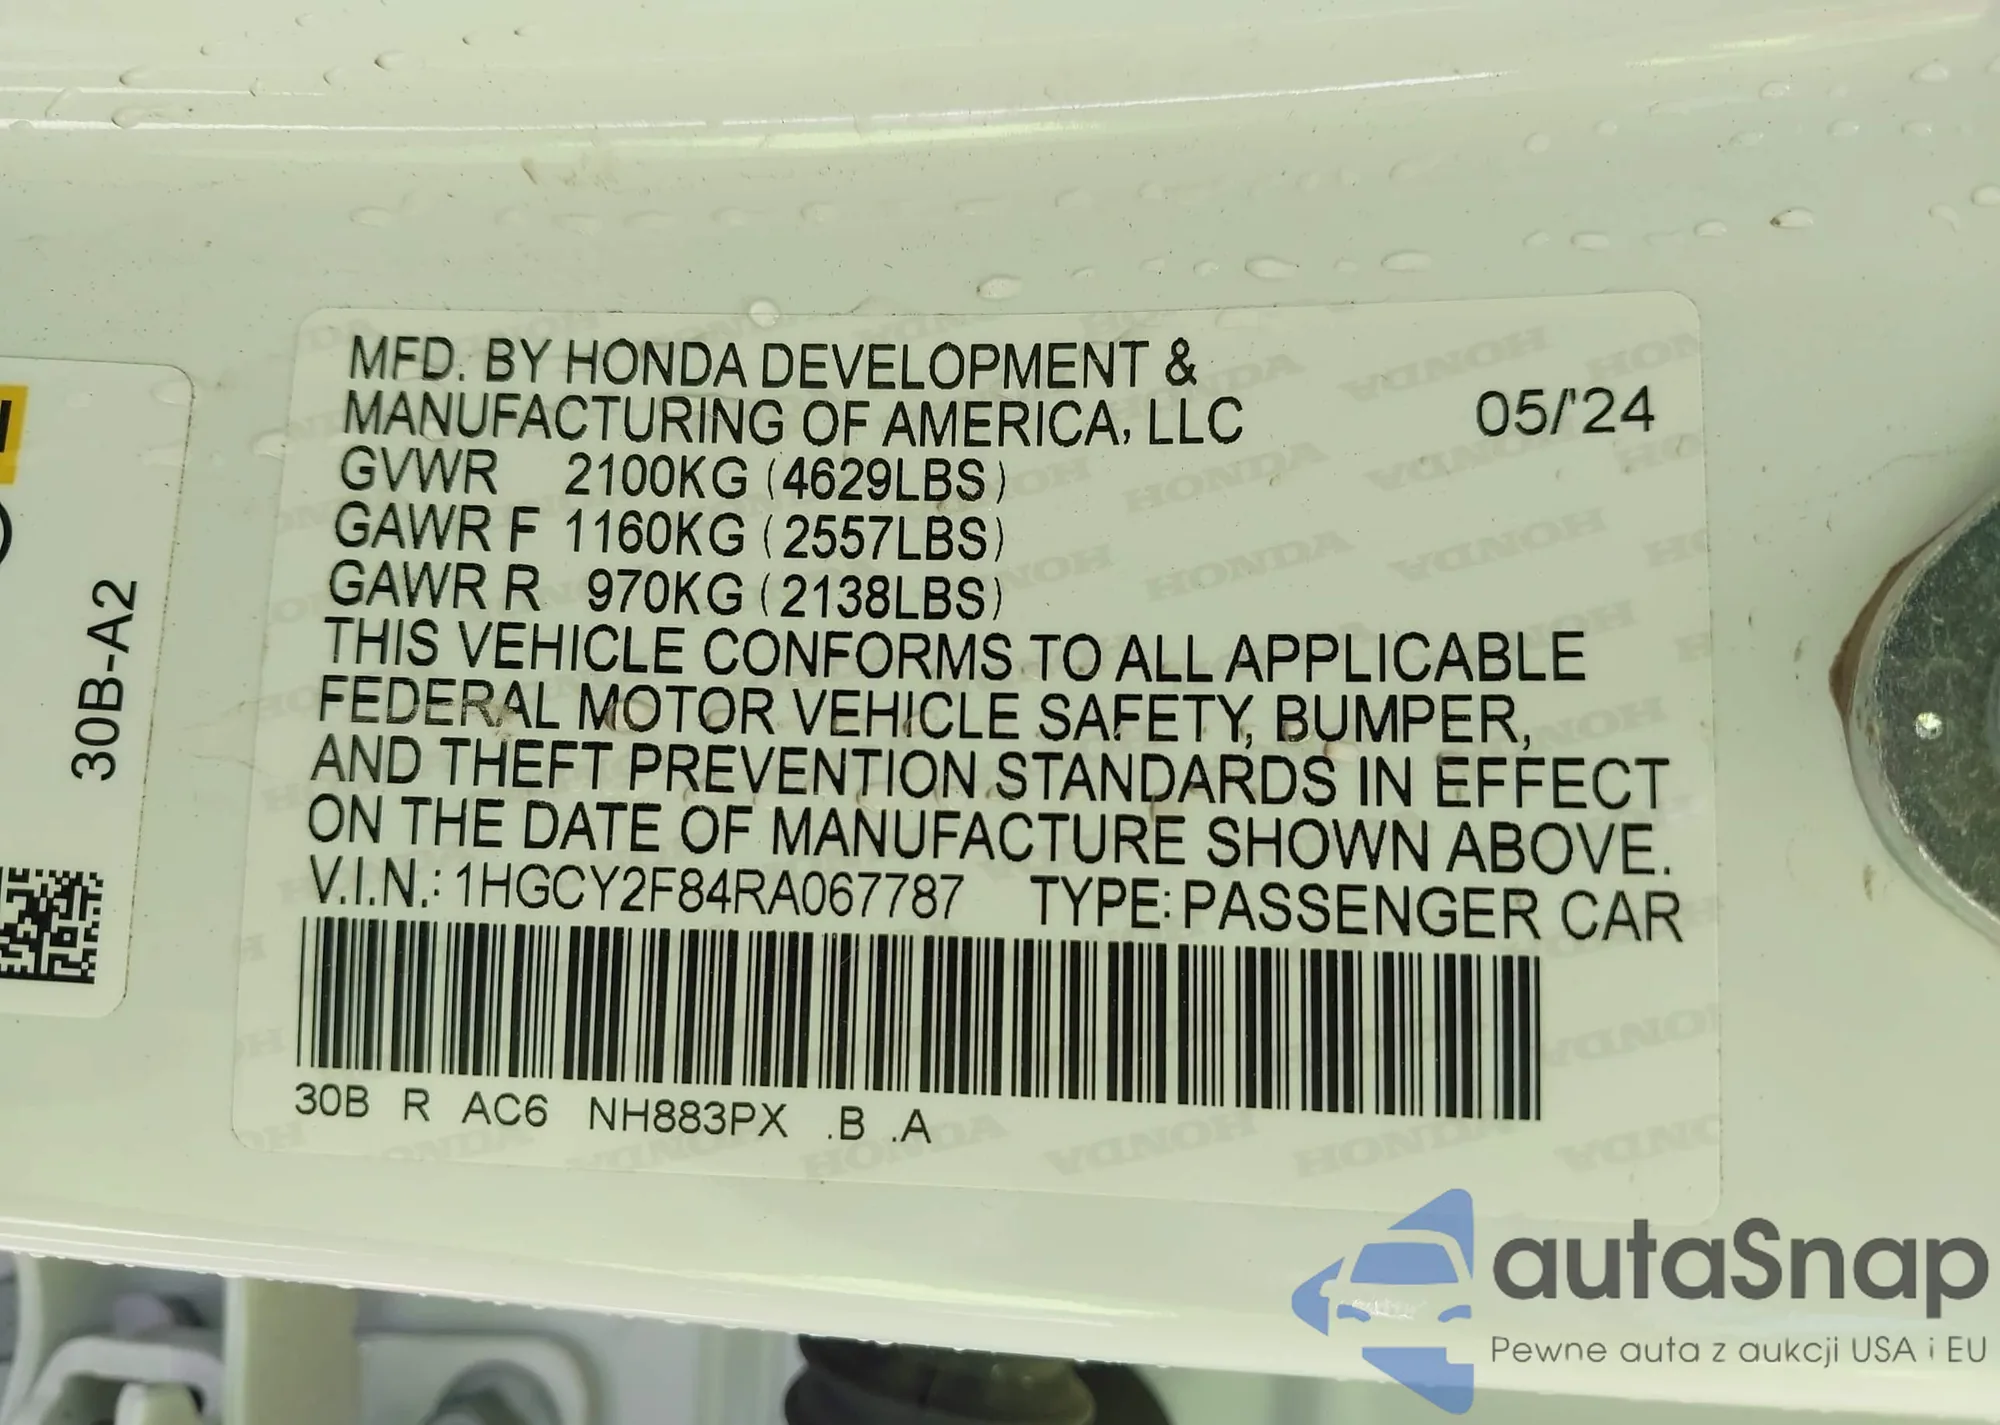 MFD. BY HONDA DEVELOPMENT &
MANUFACTURING OF AMERICA, LLC 05/'24
GVWR 2100KG (4629LBS)
GAWR F 1160KG (2557LBS)
GAWR R 970KG (2138LBS)
THIS VEHICLE CONFORMS TO ALL APPLICABLE
FEDERAL MOTOR VEHICLE SAFETY, BUMPER,
AND THEFT PREVENTION STANDARDS IN EFFECT
ON THE DATE OF MANUFACTURE SHOWN ABOVE.
V.I.N.: 1HGCY2F84RA067787 TYPE: PASSENGER CAR
30B R AC6 NH883PX .B .A
30B-A2
autaSnap
Pewne auta z aukcji USA i EU